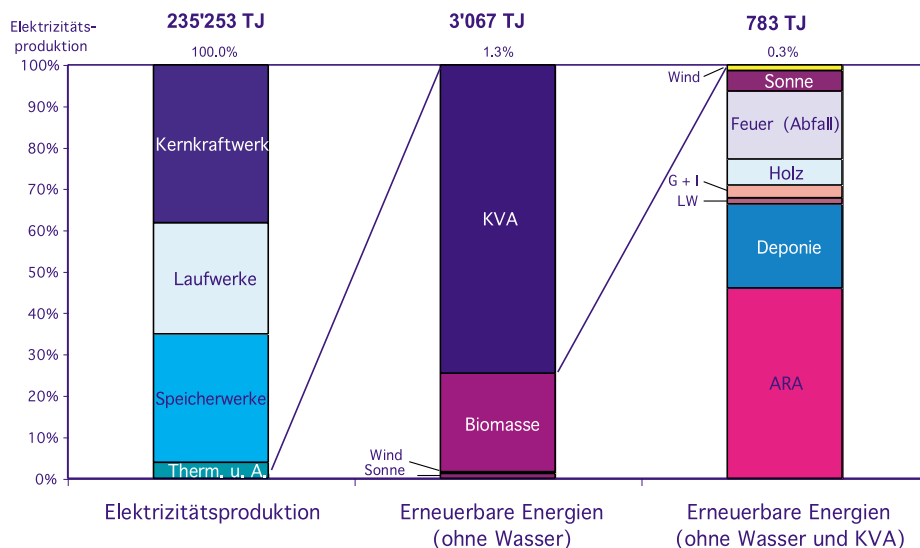 Elektrizitäts-
produktion
235'253 TJ
3'067 TJ
783 TJ
100.0%
1.3%
0.3%
100%
90%
80%
70%
60%
50%
40%
30%
20%
10%
0%
Kernkraftwerk
Laufwerke
Speicherwerke
Therm. u. A.
KVA
Biomasse
Wind
Sonne
Wind
Sonne
Feuer (Abfall)
Holz
G + I
LW
Deponie
ARA
Elektrizitätsproduktion
Erneuerbare Energien
(ohne Wasser)
Erneuerbare Energien
(ohne Wasser und KVA)